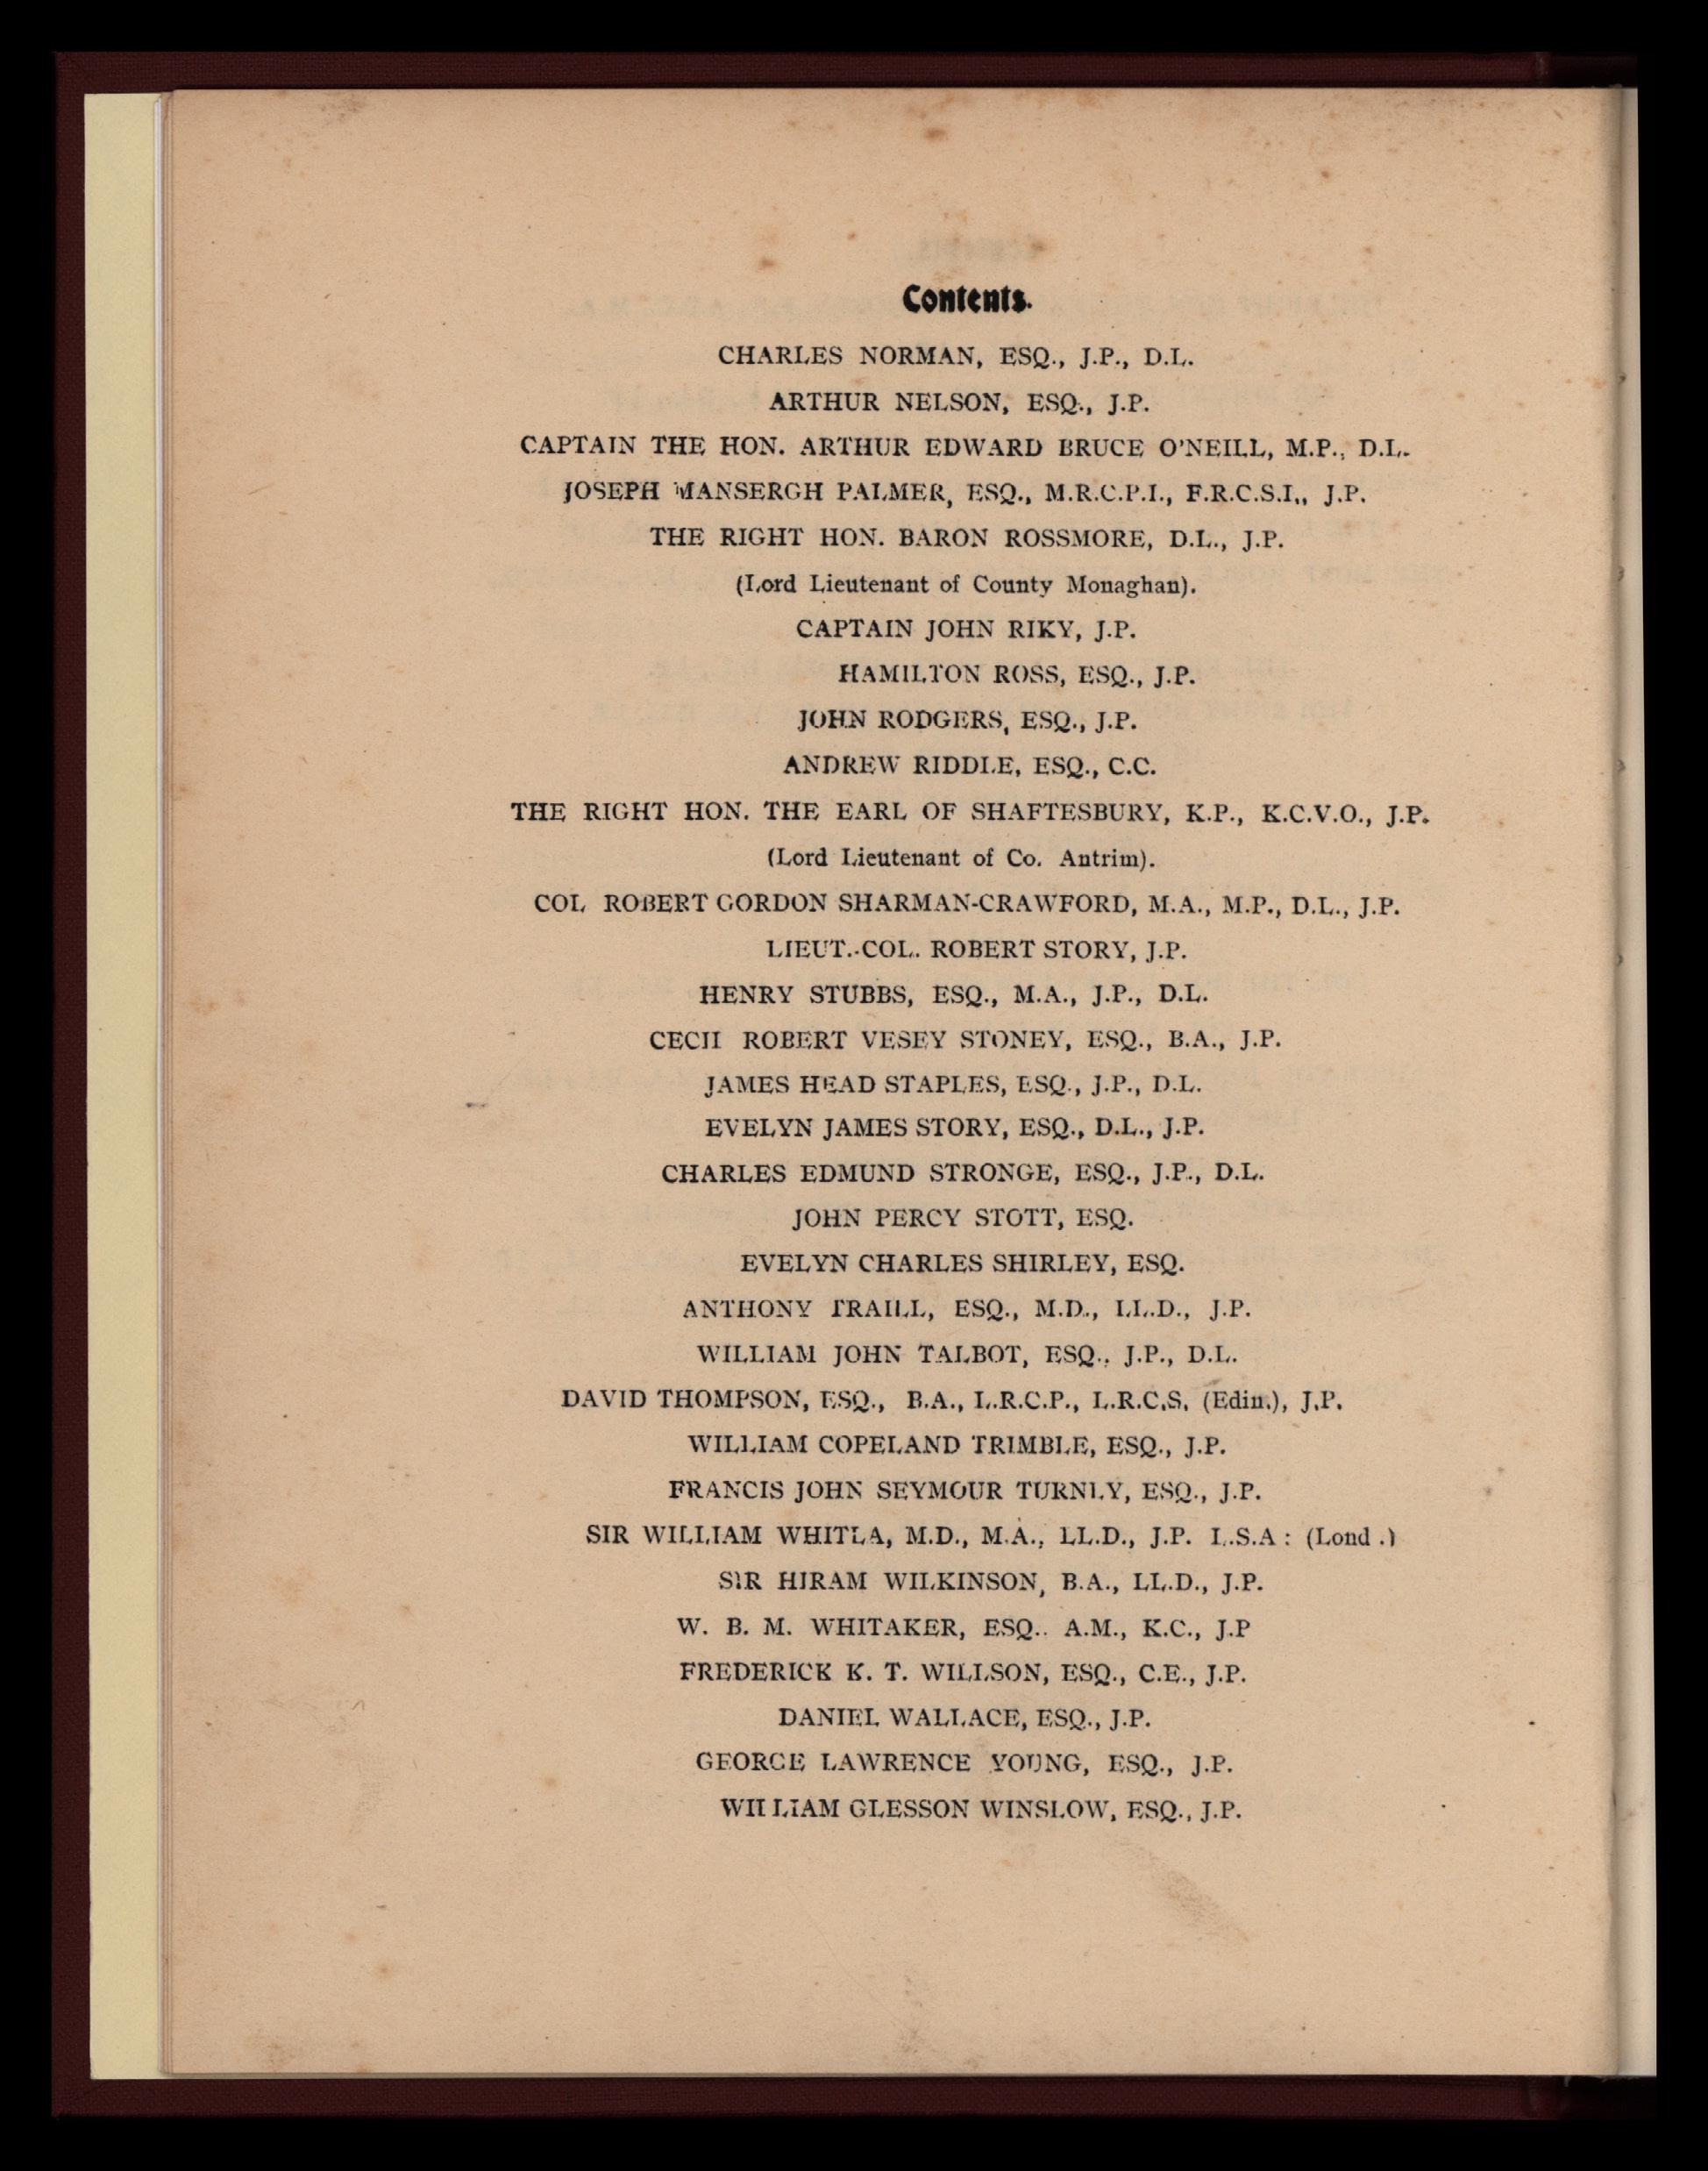 Contents.
CHARLES NORMAN, ESQ., J.P., D.L.
ARTHUR NELSON, ESQ., J.P.
CAPTAIN THE HON. ARTHUR EDWARD BRUCE O'NEILL, M.P., D.L.
JOSEPH MANSERGH PALMER, ESQ., M.R.C.P.I., F.R.C.S.I., J.P.
THE RIGHT HON. BARON ROSSMORE, D.L., J.P.
(Lord Lieutenant of County Monaghan).
CAPTAIN JOHN RIKY, J.P.
HAMILTON ROSS, ESQ., J.P.
JOHN RODGERS, ESQ., J.P.
ANDREW RIDDLE, ESQ., C.C.
THE RIGHT HON. THE EARL OF SHAFTESBURY, K.P., K.C.V.O., J.P.
(Lord Lieutenant of Co. Antrim).
COL ROBERT GORDON SHARMAN-CRAWFORD, M.A., M.P., D.L., J.P.
LIEUT.-COL. ROBERT STORY, J.P.
HENRY STUBBS, ESQ., M.A., J.P., D.L.
CECIL ROBERT VESEY STONEY, ESQ., B.A., J.P.
JAMES HEAD STAPLES, ESQ., J.P., D.L.
EVELYN JAMES STORY, ESQ., D.L., J.P.
CHARLES EDMUND STRONGE, ESQ., J.P., D.L.
JOHN PERCY STOTT, ESQ.
EVELYN CHARLES SHIRLEY, ESQ.
ANTHONY TRAILL, ESQ., M.D., LL.D., J.P.
WILLIAM JOHN TALBOT, ESQ., J.P., D.L.
DAVID THOMPSON, ESQ., B.A., L.R.C.P., L.R.C.S. (Edin.), J.P.
WILLIAM COPELAND TRIMBLE, ESQ., J.P.
FRANCIS JOHN SEYMOUR TURNLY, ESQ., J.P.
SIR WILLIAM WHITLA, M.D., M.A., LL.D., J.P. L.S.A : (Lond .)
SIR HIRAM WILKINSON, B.A., LL.D., J.P.
W. B. M. WHITAKER, ESQ.. A.M., K.C., J.P
FREDERICK K. T. WILLSON, ESQ., C.E., J.P.
DANIEL WALLACE, ESQ., J.P.
GEORGE LAWRENCE YOUNG, ESQ., J.P.
WILLIAM GLESSON WINSLOW, ESQ., J.P.